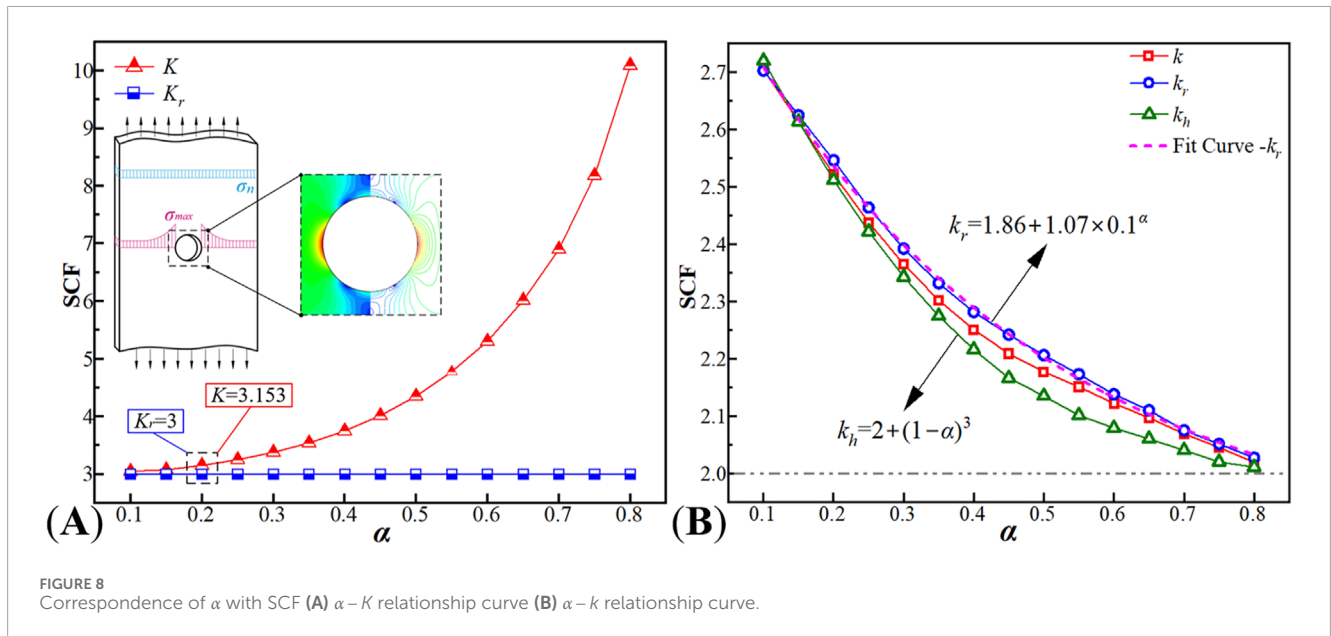 K
K_r
10
9
8
7
6
5
4
3
SCF
σ_n
σ_max
K_r=3
K=3.153
0.1 0.2 0.3 0.4 0.5 0.6 0.7 0.8
(A)
α
k
k_r
k_h
Fit Curve -k_r
2.7
2.6
2.5
2.4
2.3
2.2
2.1
2.0
SCF
k_r=1.86+1.07×0.1^α
k_h=2+(1-α)^3
0.1 0.2 0.3 0.4 0.5 0.6 0.7 0.8
(B)
α
FIGURE 8
Correspondence of α with SCF (A) α – K relationship curve (B) α – k relationship curve.